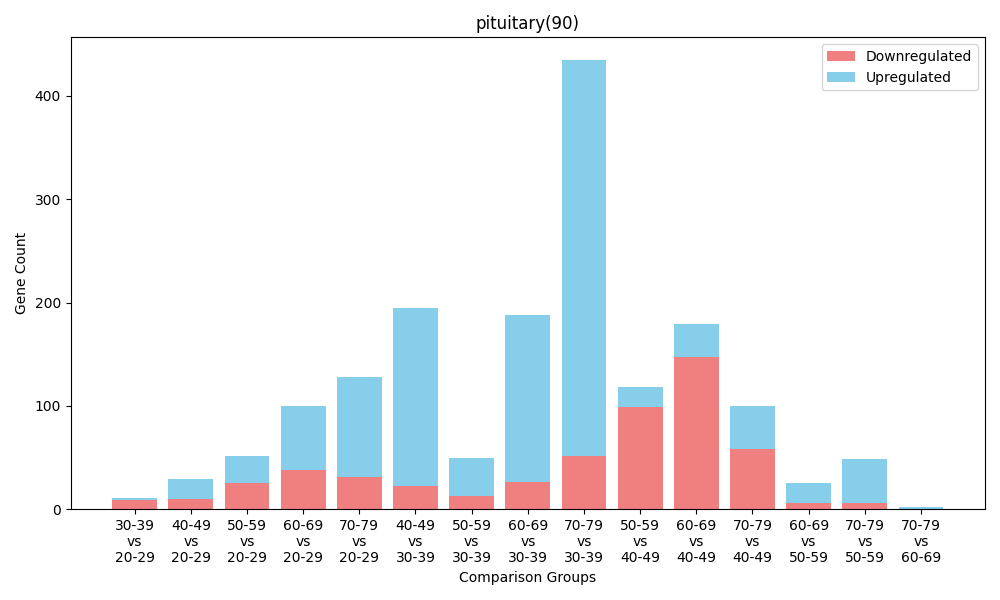 pituitary(90)
Downregulated
Upregulated
Gene Count
400
300
200
100
0
30-39 vs 20-29
40-49 vs 20-29
50-59 vs 20-29
60-69 vs 20-29
70-79 vs 20-29
40-49 vs 30-39
50-59 vs 30-39
60-69 vs 30-39
70-79 vs 30-39
50-59 vs 40-49
60-69 vs 40-49
70-79 vs 40-49
60-69 vs 50-59
70-79 vs 50-59
70-79 vs 60-69
Comparison Groups